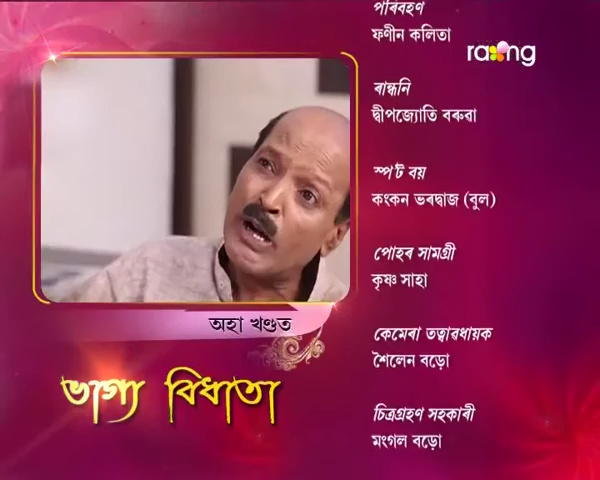 পৰিবহণ
ফণীন কলিতা
rang
ৰান্ধনি
দ্বীপজ্যোতি বৰুৱা
স্প'ট বয়
কংকন ভৰদ্বাজ (বুল)
পোহৰ সামগ্ৰী
কৃষ্ণ সাহা
কেমেৰা তত্বাৱধায়ক
শৈলেন বড়ো
চিত্ৰগ্ৰহণ সহকাৰী
মংগল বড়ো
অহা খণ্ডত
ভাগ্য বিধাতা